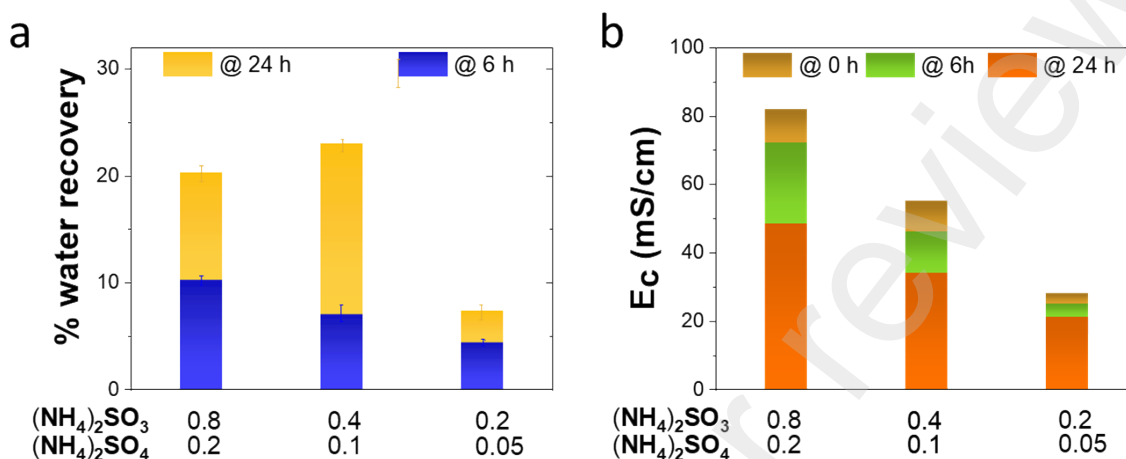 a
% water recovery
30
20
10
0
@ 24 h
@ 6 h
(NH4)2SO3 0.8 0.4 0.2
(NH4)2SO4 0.2 0.1 0.05
b
Ec (mS/cm)
100
80
60
40
20
0
@ 0 h
@ 6h
@ 24 h
(NH4)2SO3 0.8 0.4 0.2
(NH4)2SO4 0.2 0.1 0.05
r review